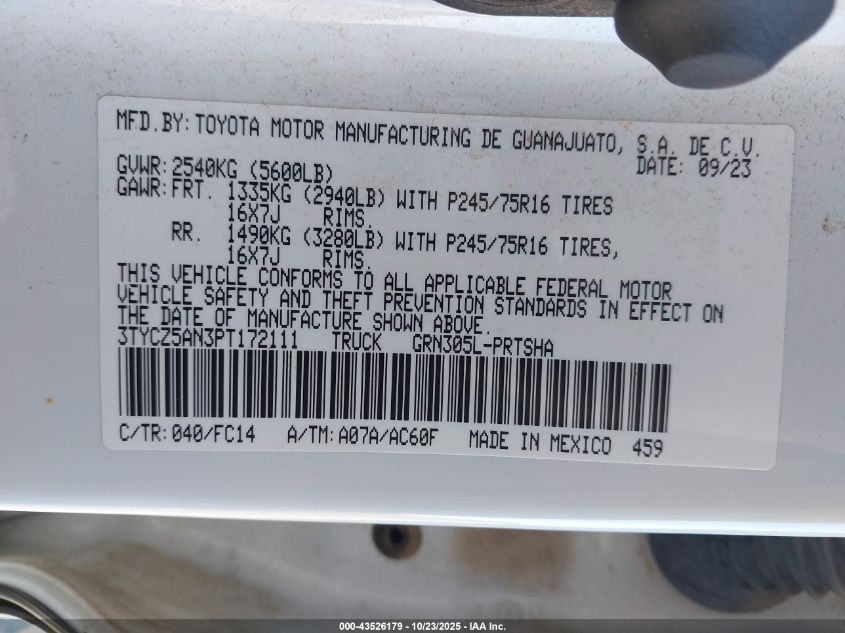 MFD.BY: TOYOTA MOTOR MANUFACTURING DE GUANAJUATO, S.A. DE C.V.
GVWR: 2540KG (5600LB) DATE: 09/23
GAWR: FRT. 1335KG (2940LB) WITH P245/75R16 TIRES
16X7J RIMS.
RR. 1490KG (3280LB) WITH P245/75R16 TIRES,
16X7J RIMS.
THIS VEHICLE CONFORMS TO ALL APPLICABLE FEDERAL MOTOR
VEHICLE SAFETY AND THEFT PREVENTION STANDARDS IN EFFECT ON
THE DATE OF MANUFACTURE SHOWN ABOVE.
3TYCZ5AN3PT172111 TRUCK GRN305L-PRTSHA
C/TR: 040/FC14 A/TM: A07A/AC60F MADE IN MEXICO 459
000-43526179 - 10/23/2025 - IAA Inc.